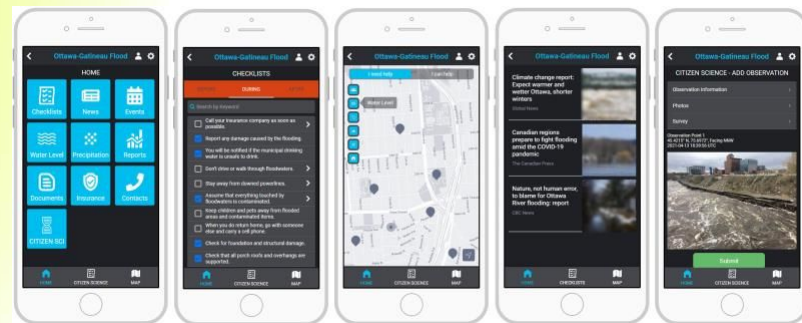 Ottawa-Gatineau Flood
HOME
Checklists
News
Events
Water Level
Precipitation
Reports
Documents
Insurance
Contacts
CITIZEN SCI
HOME
CITIZEN SCIENCE
MAP
Ottawa-Gatineau Flood
CHECKLISTS
BEFORE
DURING
Search by Keyword
Call your insurance company as soon as
possible.
Report any damage caused by the flooding.
You will be notified if the municipal drinking
water is unsafe to drink.
Don't drive or walk through floodwaters.
Stay away from downed powerlines.
Assume that everything touched by
floodwaters is contaminated.
Keep children and pets away from flooded
areas and contaminated items.
When you do return home, go with someone
else and carry a cell phone.
Check for foundation and structural damage.
Check that all porch roofs and overhangs are
supported.
HOME
CITIZEN SCIENCE
MAP
Ottawa-Gatineau Flood
I need help
I can help
Water Level
HOME
CITIZEN SCIENCE
MAP
Ottawa-Gatineau Flood
Climate change report:
Expect warmer and
wetter Ottawa, shorter
winters
Global News
Canadian regions
prepare to fight flooding
amid the COVID-19
pandemic
The Canadian Press
Nature, not human error,
to blame for Ottawa
River flooding: report
CBC News
HOME
CHECKLISTS
MAP
Ottawa-Gatineau Flood
CITIZEN SCIENCE - ADD OBSERVATION
Observation Information
Photos
Survey
Observation Point 1
Submit
HOME
CITIZEN SCIENCE
MAP